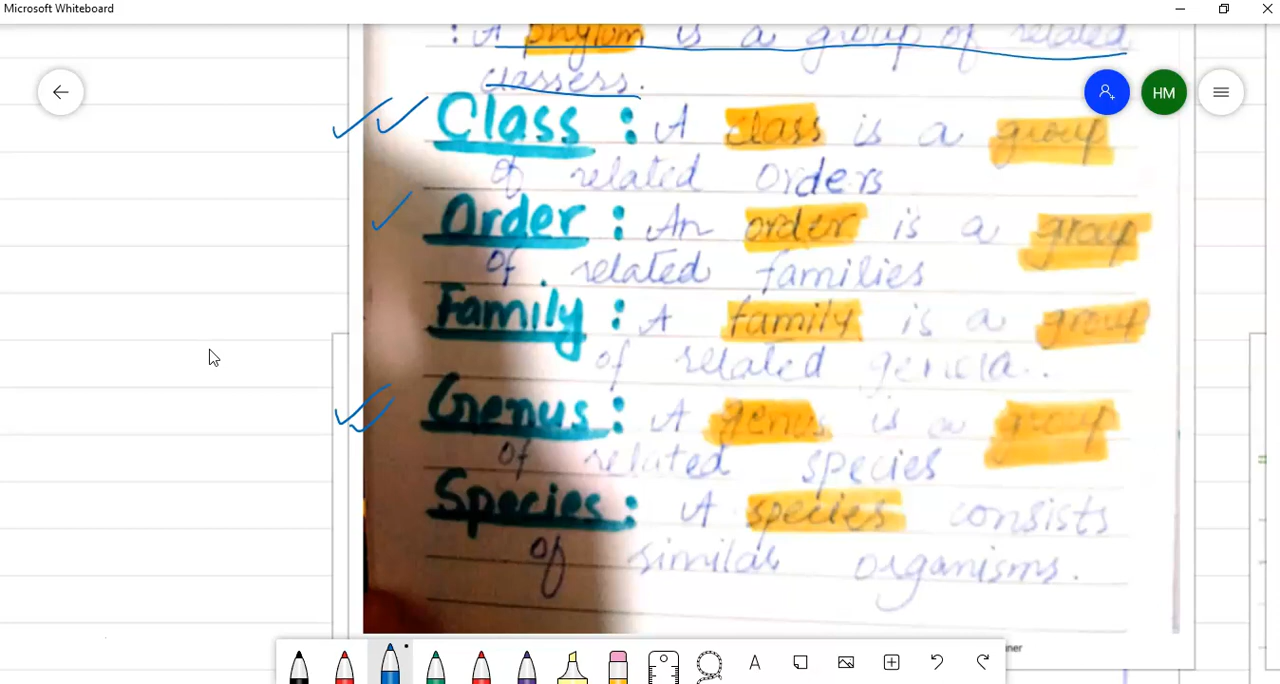 Microsoft Whiteboard
: A phylum is a group of related
classers.
Class : A class is a group
of related orders
Order : An order is a group
of related families
Family : A family is a group
of related genera..
Genus : A genus is a group
of related species
Species : A species consists
of similar organisms.
HM
A